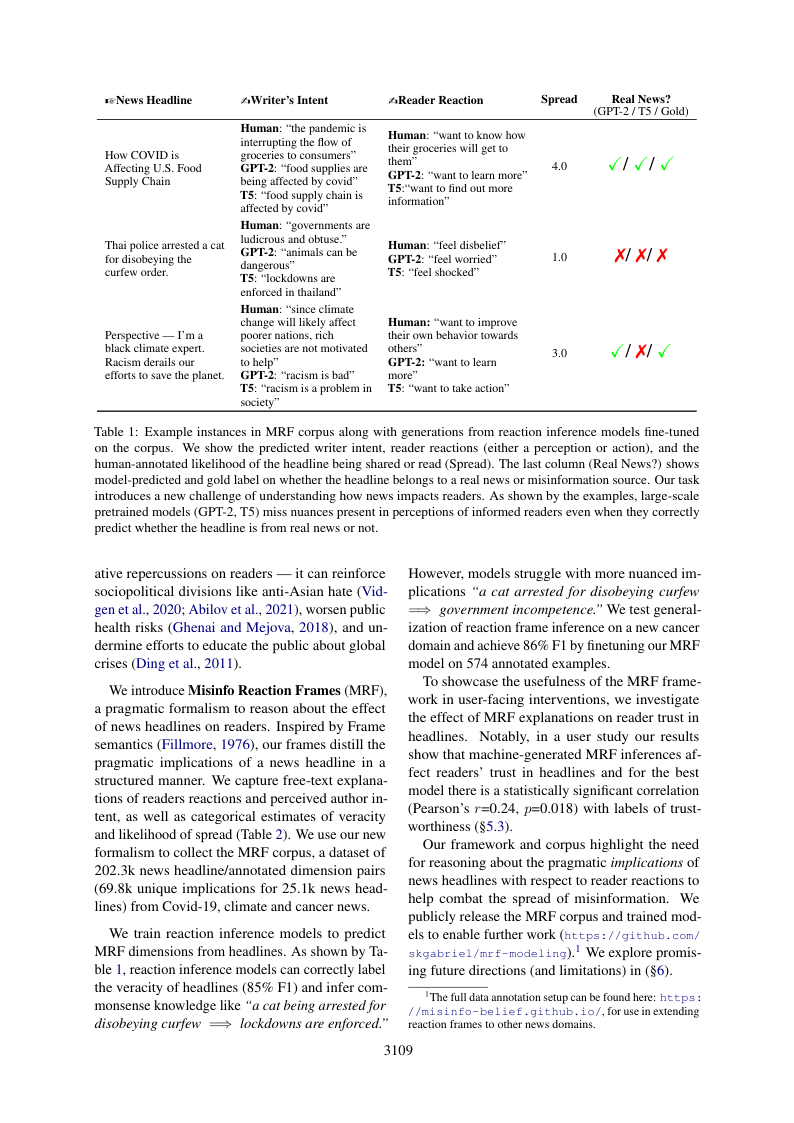 ☞News Headline
✍Writer's Intent
✍Reader Reaction
Spread
Real News?
(GPT-2 / T5 / Gold)
How COVID is
Affecting U.S. Food
Supply Chain
Human: “the pandemic is
interrupting the flow of
groceries to consumers”
GPT-2: “food supplies are
being affected by covid”
T5: “food supply chain is
affected by covid”
Human: “want to know how
their groceries will get to
them”
GPT-2: “want to learn more”
T5:“want to find out more
information”
4.0
✓/ ✓/ ✓
Thai police arrested a cat
for disobeying the
curfew order.
Human: “governments are
ludicrous and obtuse.”
GPT-2: “animals can be
dangerous”
T5: “lockdowns are
enforced in thailand”
Human: “feel disbelief”
GPT-2: “feel worried”
T5: “feel shocked”
1.0
✗/ ✗/ ✗
Perspective — I'm a
black climate expert.
Racism derails our
efforts to save the planet.
Human: “since climate
change will likely affect
poorer nations, rich
societies are not motivated
to help”
GPT-2: “racism is bad”
T5: “racism is a problem in
society”
Human: “want to improve
their own behavior towards
others”
GPT-2: “want to learn
more”
T5: “want to take action”
3.0
✓/ ✗/ ✓
Table 1: Example instances in MRF corpus along with generations from reaction inference models fine-tuned
on the corpus. We show the predicted writer intent, reader reactions (either a perception or action), and the
human-annotated likelihood of the headline being shared or read (Spread). The last column (Real News?) shows
model-predicted and gold label on whether the headline belongs to a real news or misinformation source. Our task
introduces a new challenge of understanding how news impacts readers. As shown by the examples, large-scale
pretrained models (GPT-2, T5) miss nuances present in perceptions of informed readers even when they correctly
predict whether the headline is from real news or not.
ative repercussions on readers — it can reinforce
sociopolitical divisions like anti-Asian hate (Vid-
gen et al., 2020; Abilov et al., 2021), worsen public
health risks (Ghenai and Mejova, 2018), and un-
dermine efforts to educate the public about global
crises (Ding et al., 2011).
We introduce Misinfo Reaction Frames (MRF),
a pragmatic formalism to reason about the effect
of news headlines on readers. Inspired by Frame
semantics (Fillmore, 1976), our frames distill the
pragmatic implications of a news headline in a
structured manner. We capture free-text explana-
tions of readers reactions and perceived author in-
tent, as well as categorical estimates of veracity
and likelihood of spread (Table 2). We use our new
formalism to collect the MRF corpus, a dataset of
202.3k news headline/annotated dimension pairs
(69.8k unique implications for 25.1k news head-
lines) from Covid-19, climate and cancer news.
We train reaction inference models to predict
MRF dimensions from headlines. As shown by Ta-
ble 1, reaction inference models can correctly label
the veracity of headlines (85% F1) and infer com-
monsense knowledge like “a cat being arrested for
disobeying curfew ⟹ lockdowns are enforced.”
However, models struggle with more nuanced im-
plications “a cat arrested for disobeying curfew
⟹ government incompetence.” We test general-
ization of reaction frame inference on a new cancer
domain and achieve 86% F1 by finetuning our MRF
model on 574 annotated examples.
To showcase the usefulness of the MRF frame-
work in user-facing interventions, we investigate
the effect of MRF explanations on reader trust in
headlines. Notably, in a user study our results
show that machine-generated MRF inferences af-
fect readers' trust in headlines and for the best
model there is a statistically significant correlation
(Pearson's r=0.24, p=0.018) with labels of trust-
worthiness (§5.3).
Our framework and corpus highlight the need
for reasoning about the pragmatic implications of
news headlines with respect to reader reactions to
help combat the spread of misinformation. We
publicly release the MRF corpus and trained mod-
els to enable further work (https://github.com/
skgabriel/mrf-modeling).1 We explore promis-
ing future directions (and limitations) in (§6).
1The full data annotation setup can be found here: https:
//misinfo-belief.github.io/, for use in extending
reaction frames to other news domains.
3109